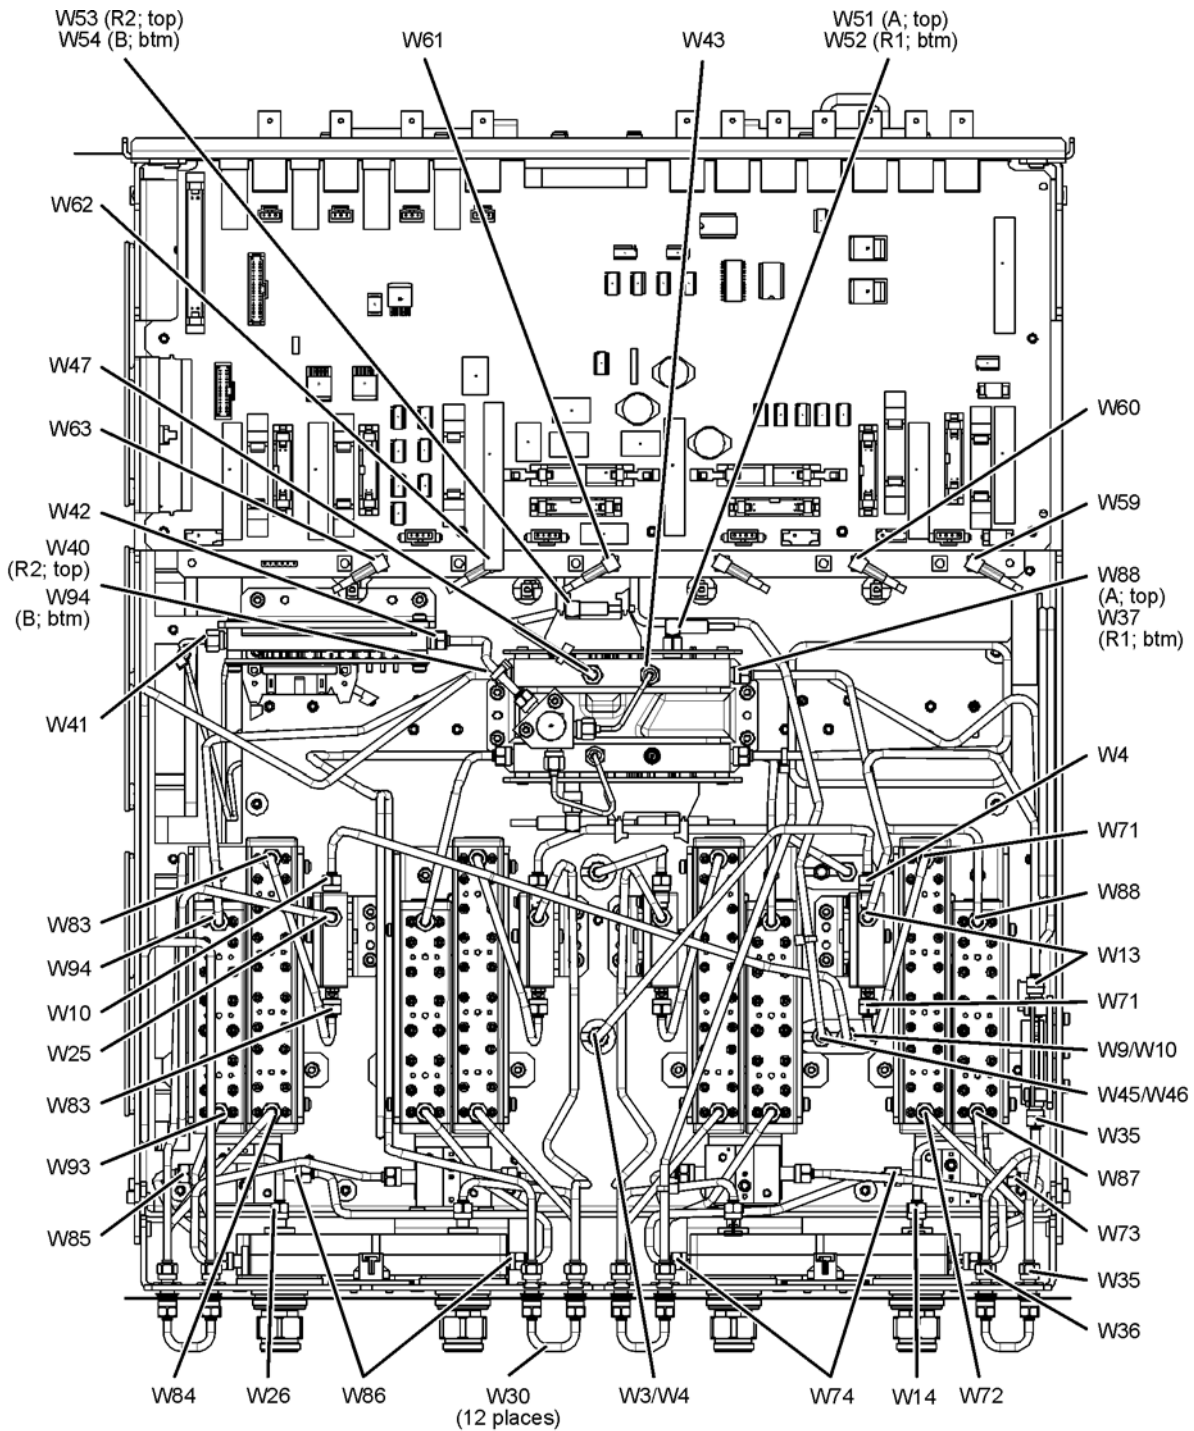 W53 (R2; top)
W54 (B; btm)
W61
W43
W51 (A; top)
W52 (R1; btm)
W62
W47
W63
W42
W40
(R2; top)
W94
(B; btm)
W41
W60
W59
W88
(A; top)
W37
(R1; btm)
W4
W71
W88
W13
W71
W9/W10
W45/W46
W35
W87
W73
W35
W36
W83
W94
W10
W25
W83
W93
W85
W84
W26
W86
W30
(12 places)
W3/W4
W74
W14
W72